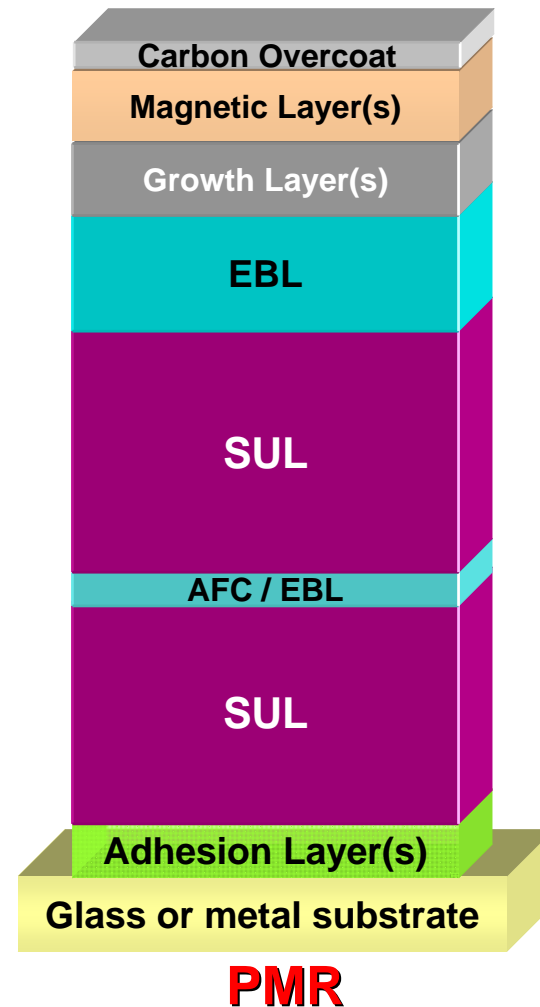 Carbon Overcoat
Magnetic Layer(s)
Growth Layer(s)
EBL
SUL
AFC / EBL
SUL
Adhesion Layer(s)
Glass or metal substrate
PMR